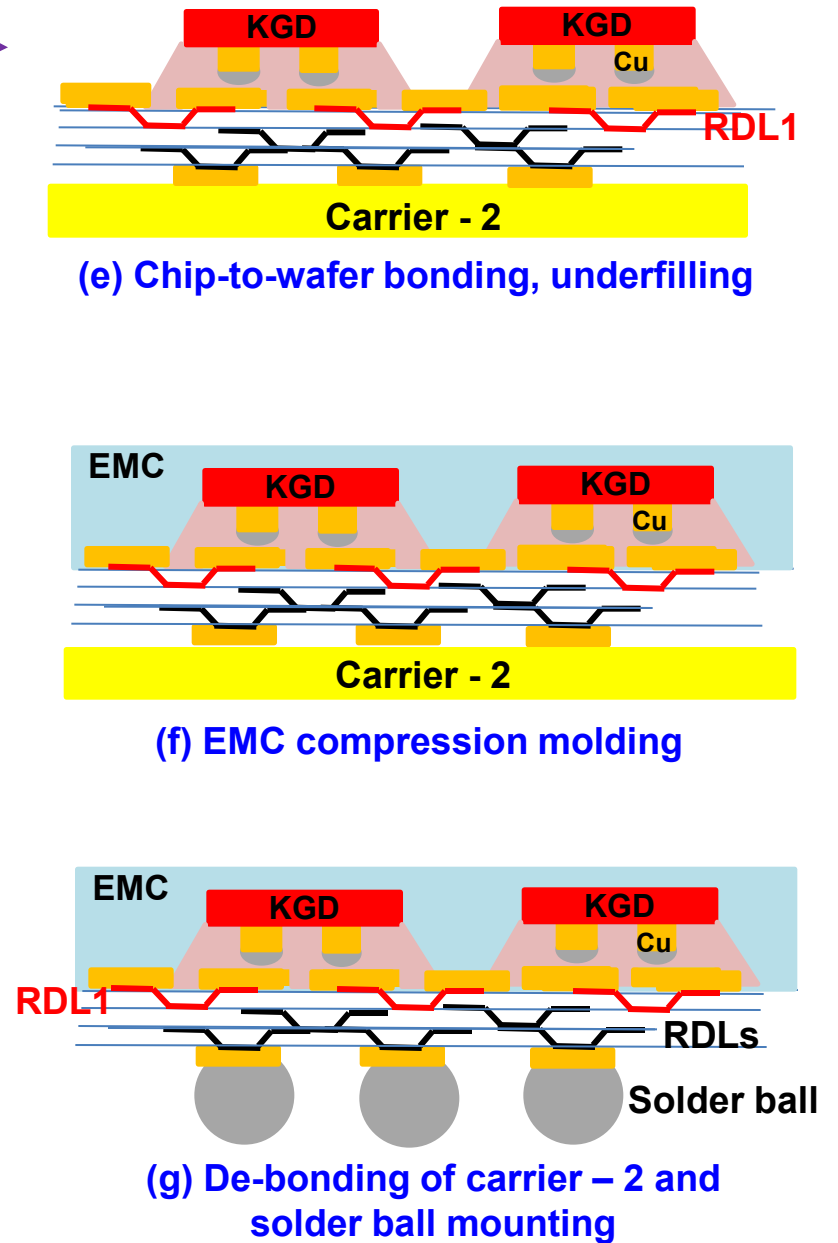 KGD
KGD
Cu
RDL1
Carrier - 2
(e) Chip-to-wafer bonding, underfilling
EMC
KGD
KGD
Cu
Carrier - 2
(f) EMC compression molding
EMC
KGD
KGD
Cu
RDL1
RDLs
Solder ball
(g) De-bonding of carrier – 2 and
solder ball mounting